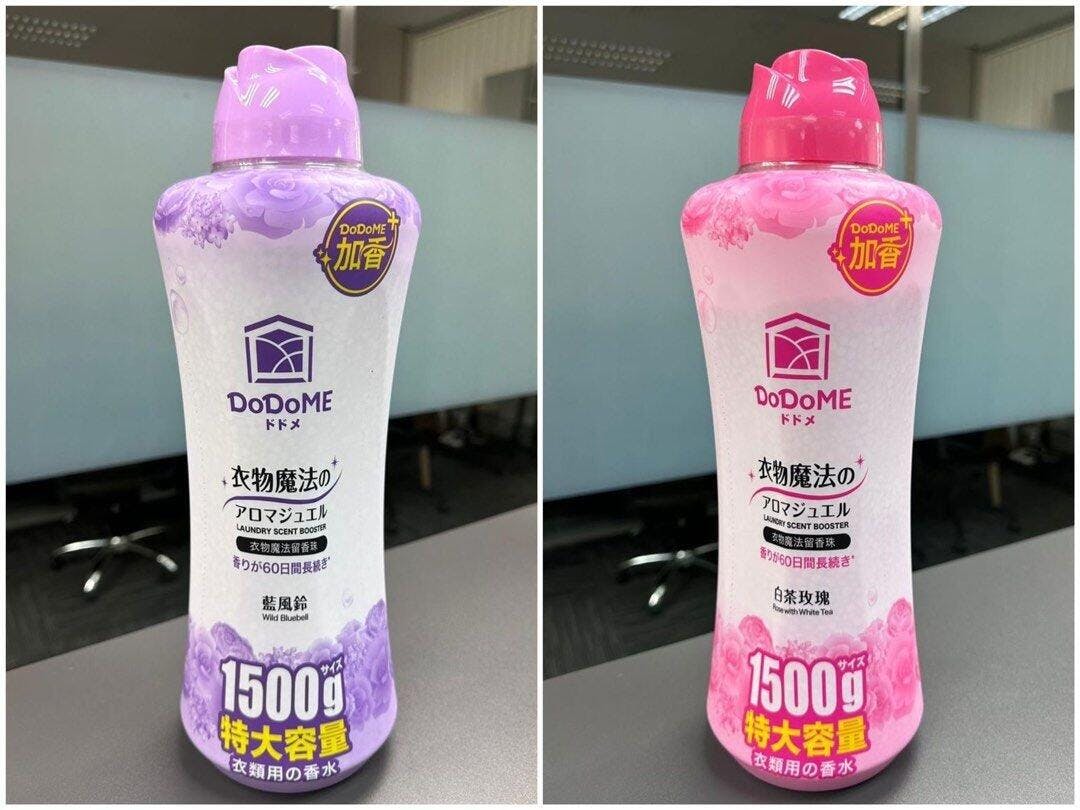 DoDoME
加香
DoDoME
ドドメ
衣物魔法の
アロマジュエル
LAUNDRY SCENT BOOSTER
衣物魔法留香珠
香りが60日間長続き*
藍風鈴
Wild Bluebell
1500g
サイズ
特大容量
衣類用の香水
DoDoME
加香
DoDoME
ドドメ
衣物魔法の
アロマジュエル
LAUNDRY SCENT BOOSTER
衣物魔法留香珠
香りが60日間長続き*
白茶玫瑰
Rose with White Tea
1500g
サイズ
特大容量
衣類用の香水